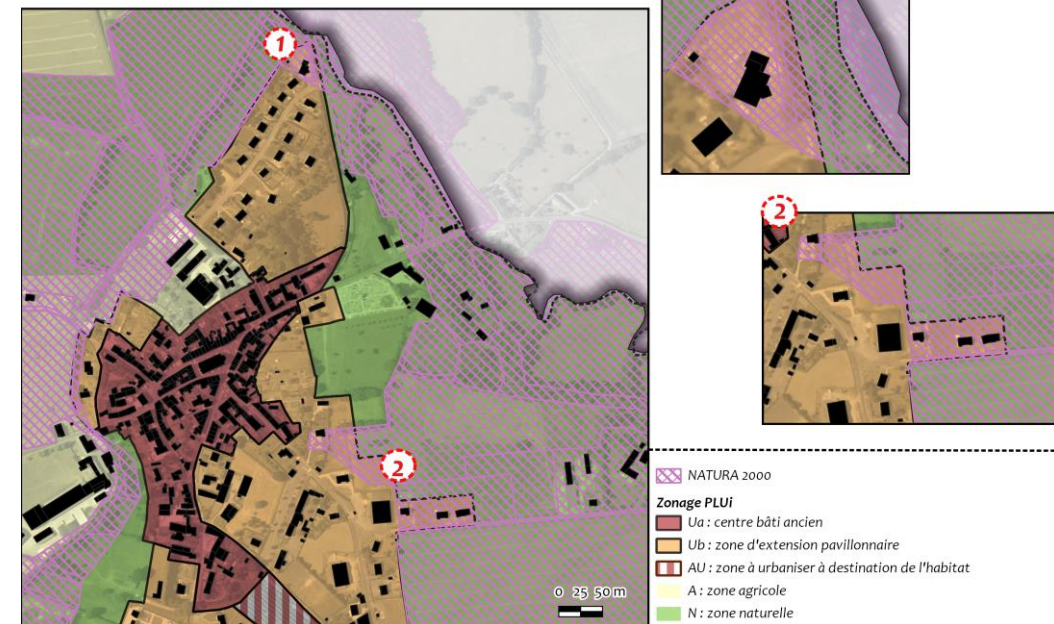 1
2
2
NATURA 2000
Zonage PLUi
Ua : centre bâti ancien
Ub : zone d'extension pavillonnaire
AU : zone à urbaniser à destination de l'habitat
A : zone agricole
N : zone naturelle
0 25 50 m